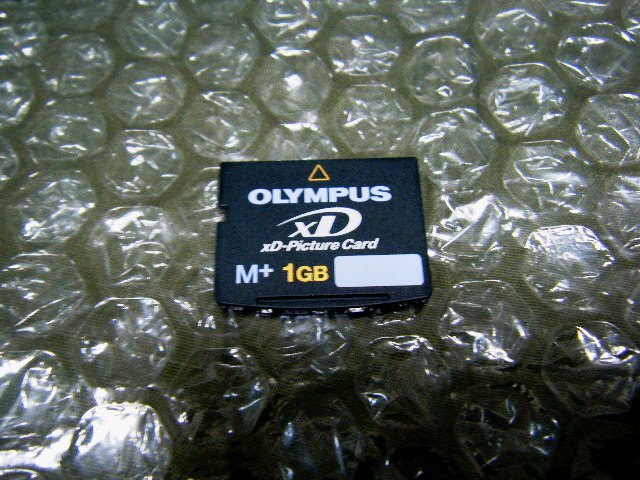 OLYMPUS
xD
xD-Picture Card
M+ 1GB